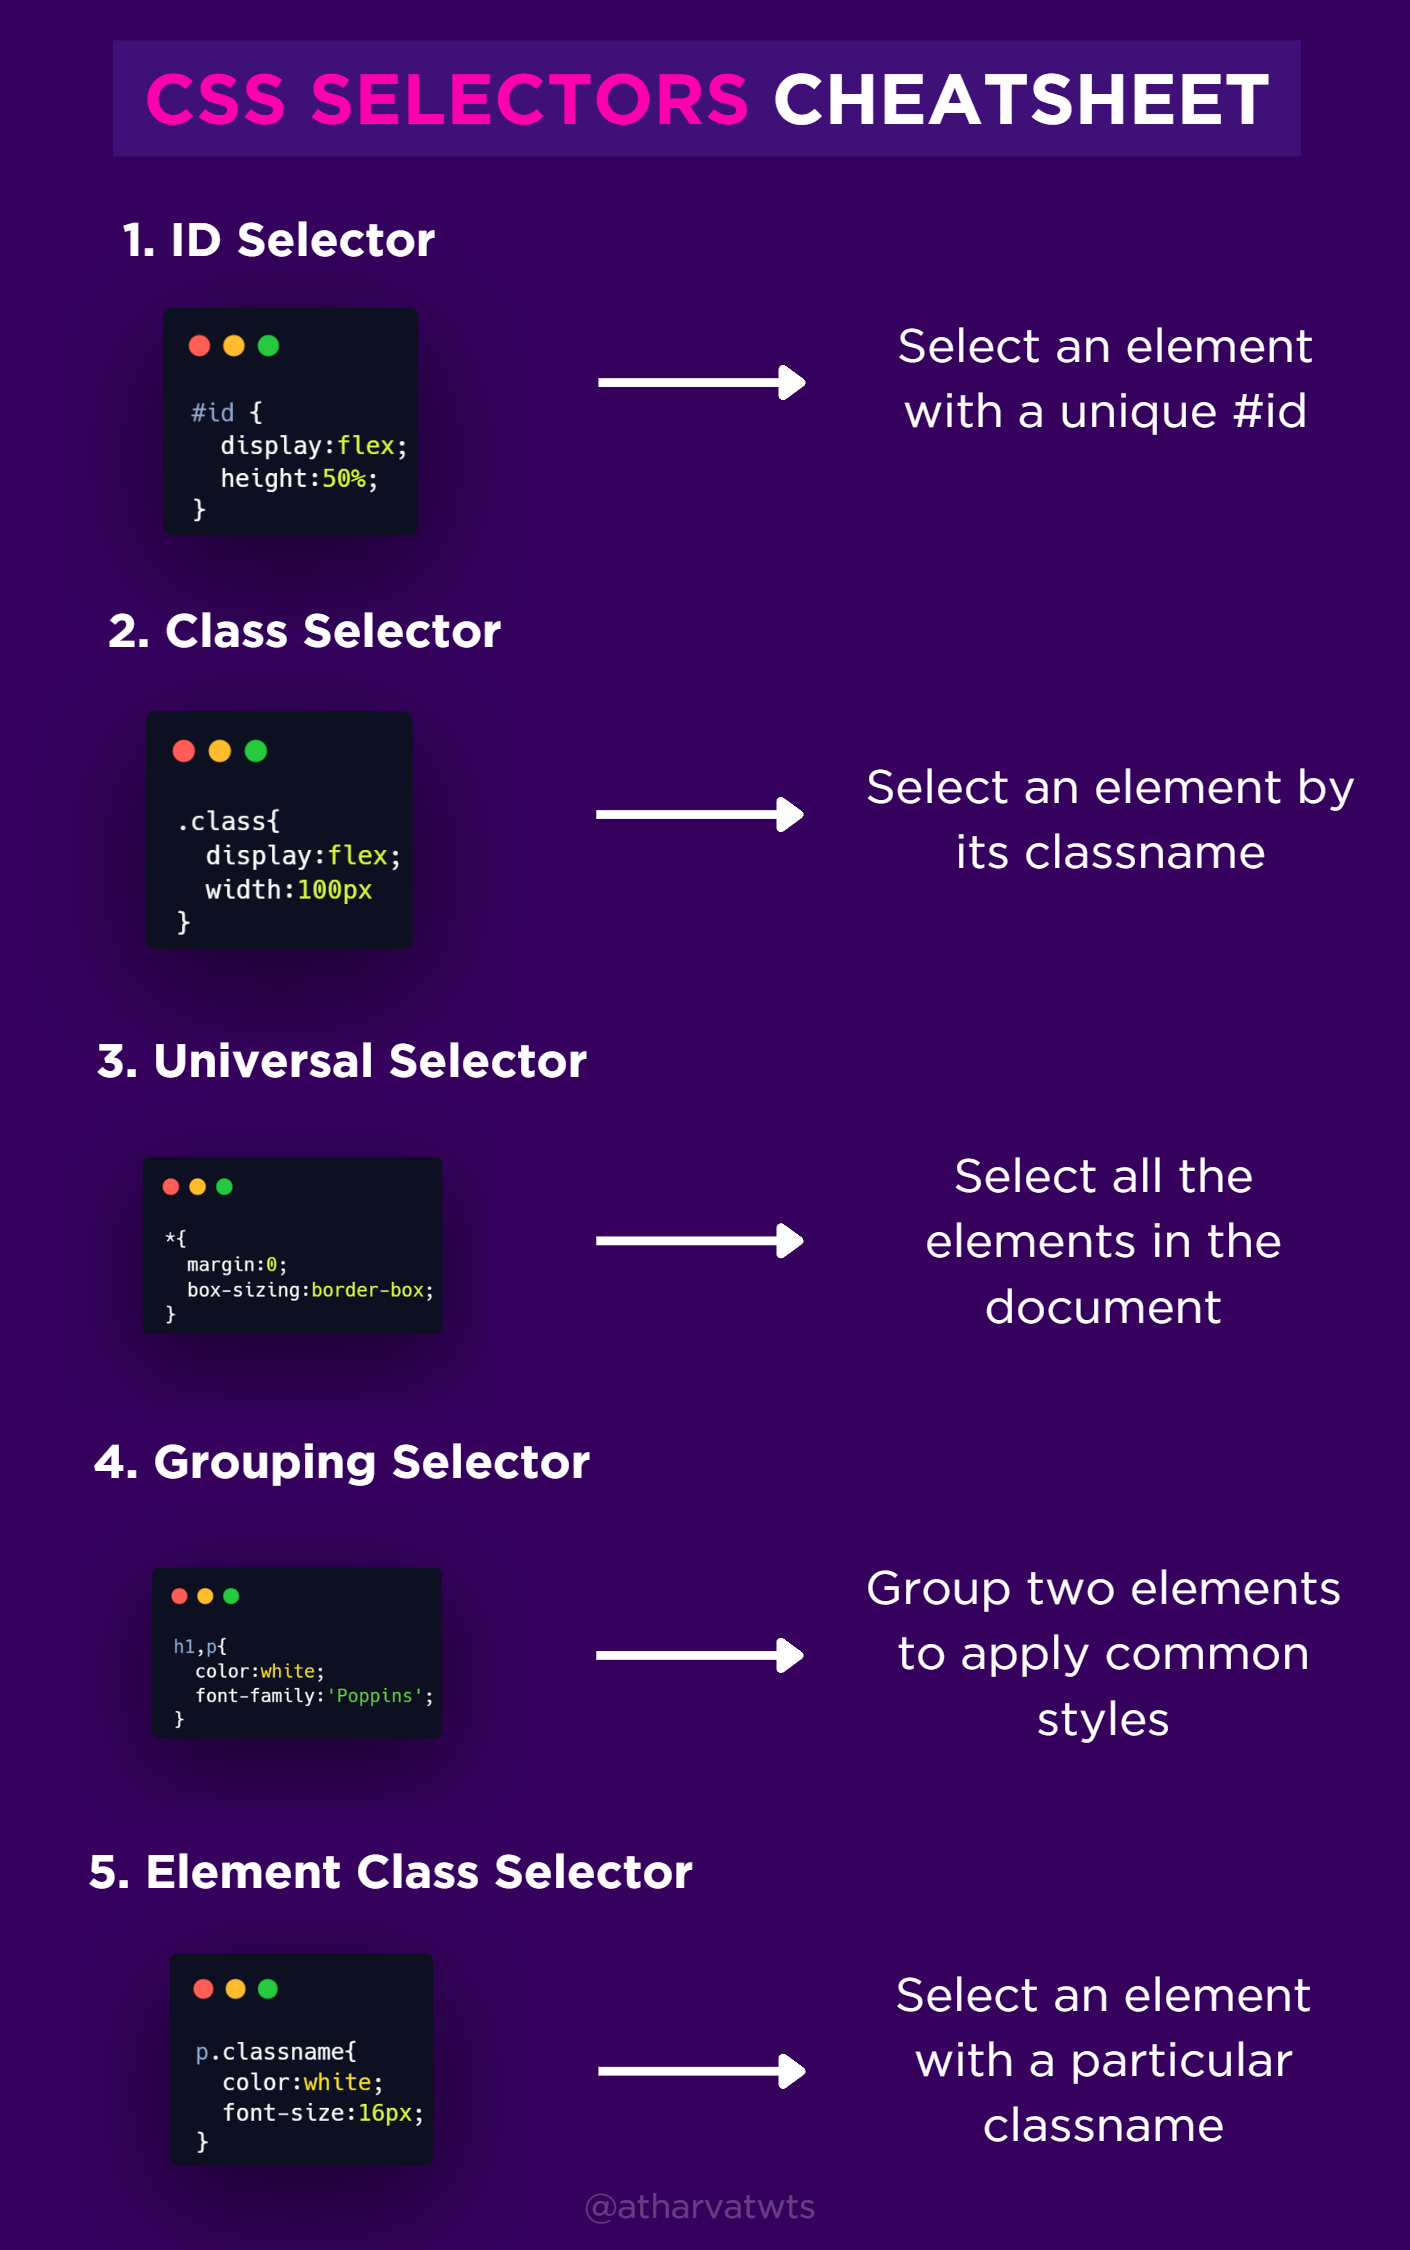 CSS SELECTORS CHEATSHEET
1. ID Selector
#id {
  display:flex;
  height:50%;
}
Select an element
with a unique #id
2. Class Selector
.class{
  display:flex;
  width:100px
}
Select an element by
its classname
3. Universal Selector
*{
  margin:0;
  box-sizing:border-box;
}
Select all the
elements in the
document
4. Grouping Selector
h1,p{
  color:white;
  font-family:'Poppins';
}
Group two elements
to apply common
styles
5. Element Class Selector
p.classname{
  color:white;
  font-size:16px;
}
Select an element
with a particular
classname
@atharvatwts